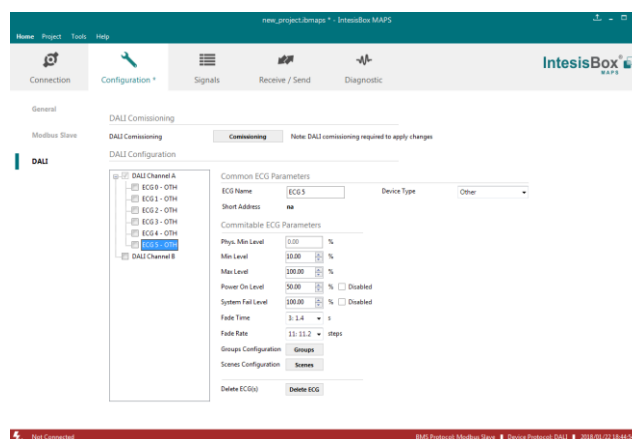 new_project.ibmaps * - IntesisBox MAPS
Home Project Tools Help
Connection
Configuration *
Signals
Receive / Send
Diagnostic
IntesisBox®
MAPS
General
Modbus Slave
DALI
DALI Comissioning
DALI Comissioning Comissioning Note: DALI comissioning required to apply changes
DALI Configuration
DALI Channel A
ECG 0 - OTH
ECG 1 - OTH
ECG 2 - OTH
ECG 3 - OTH
ECG 4 - OTH
ECG 5 - OTH
DALI Channel B
Common ECG Parameters
ECG Name ECG 5 Device Type Other
Short Address na
Commitable ECG Parameters
Phys. Min Level 0.00 %
Min Level 10.00 %
Max Level 100.00 %
Power On Level 50.00 % Disabled
System Fail Level 100.00 % Disabled
Fade Time 3: 1.4 s
Fade Rate 11: 11.2 steps
Groups Configuration Groups
Scenes Configuration Scenes
Delete ECG(s) Delete ECG
Not Connected
BMS Protocol: Modbus Slave Device Protocol: DALI